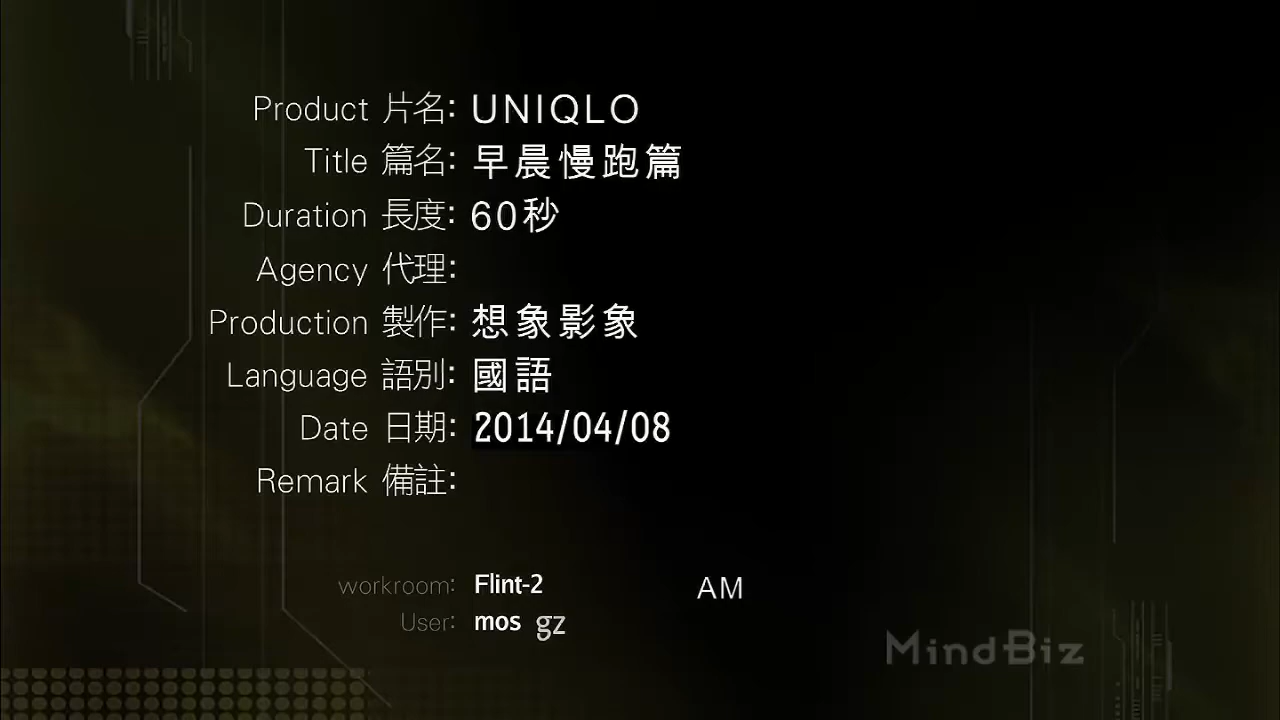 Product 片名: UNIQLO
Title 篇名: 早晨慢跑篇
Duration 長度: 60秒
Agency 代理:
Production 製作: 想象影象
Language 語別: 國語
Date 日期: 2014/04/08
Remark 備註:
workroom: Flint-2 AM
User: mos gz
MindBiz